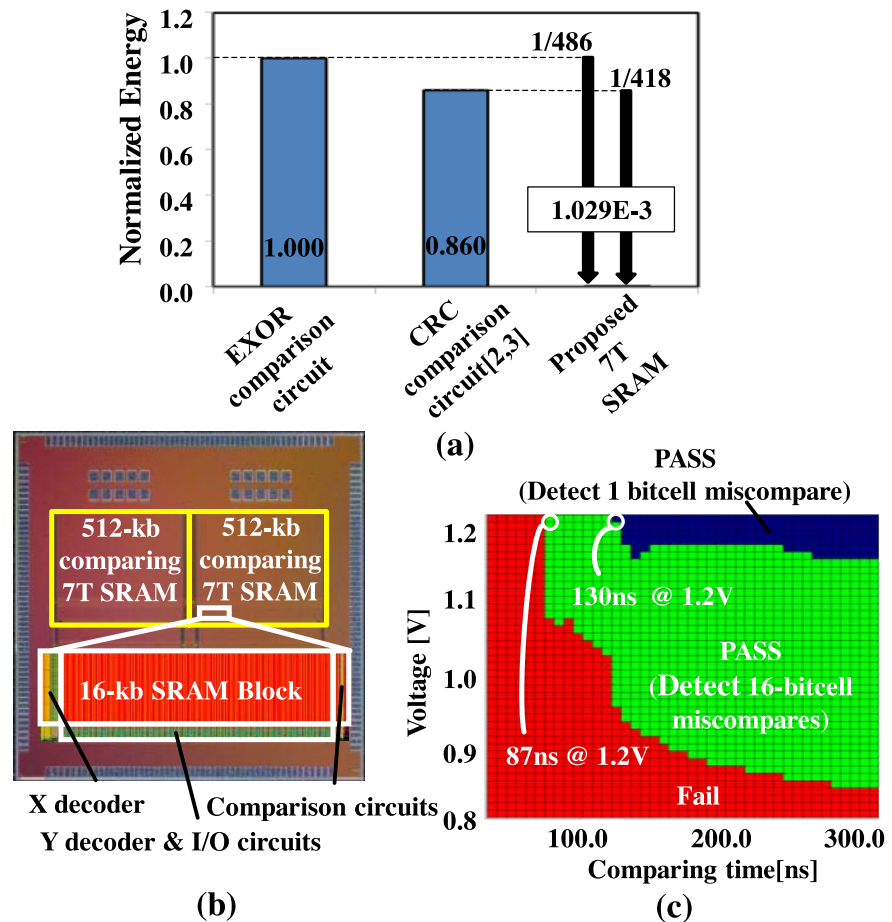 1.2
1.0
0.8
0.6
0.4
0.2
0.0
Normalized Energy
1/486
1/418
1.029E-3
1.000
0.860
EXOR
comparison
circuit
CRC
comparison
circuit[2,3]
Proposed
7T
SRAM
(a)
512-kb
comparing
7T SRAM
512-kb
comparing
7T SRAM
16-kb SRAM Block
X decoder
Comparison circuits
Y decoder & I/O circuits
(b)
PASS
(Detect 1 bitcell miscompare)
1.2
1.1
1.0
0.9
0.8
Voltage [V]
130ns @ 1.2V
PASS
(Detect 16-bitcell
miscompares)
87ns @ 1.2V
Fail
100.0
200.0
300.0
Comparing time[ns]
(c)